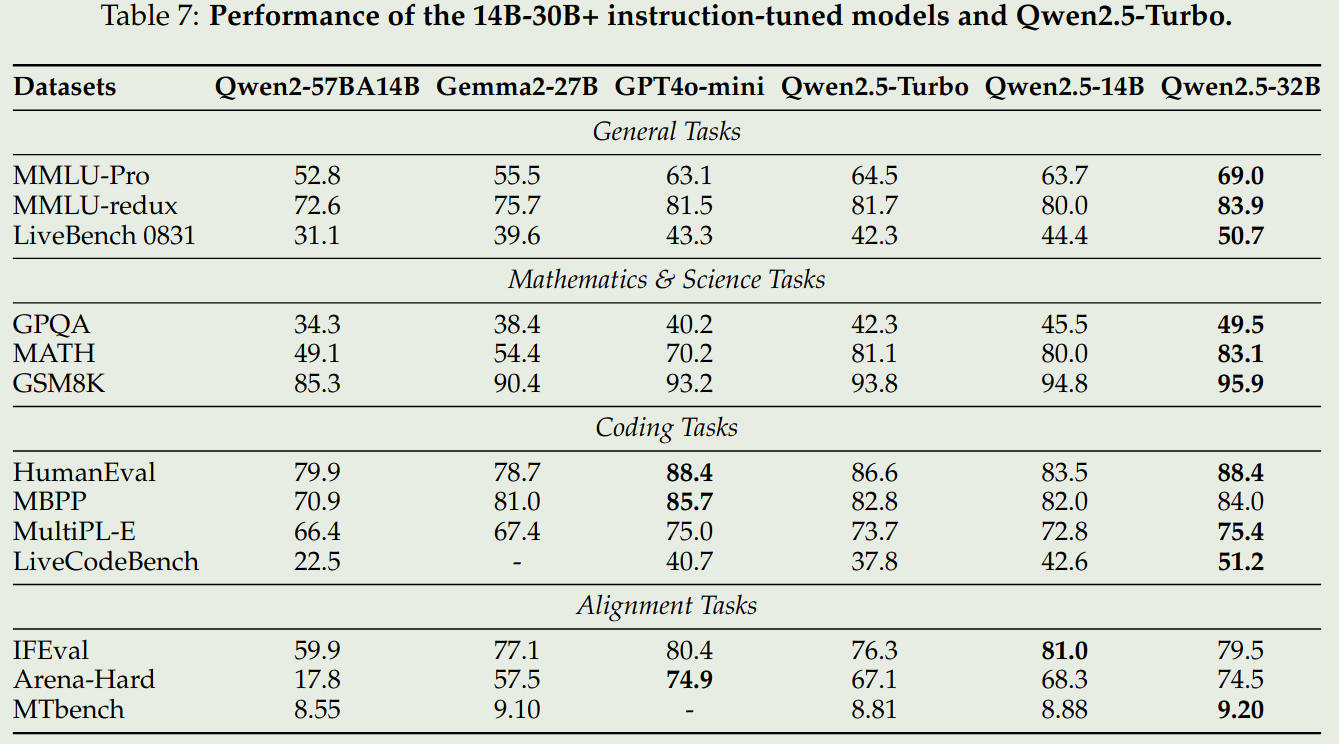 Table 7: Performance of the 14B-30B+ instruction-tuned models and Qwen2.5-Turbo.
Datasets Qwen2-57BA14B Gemma2-27B GPT4o-mini Qwen2.5-Turbo Qwen2.5-14B Qwen2.5-32B
General Tasks
MMLU-Pro 52.8 55.5 63.1 64.5 63.7 69.0
MMLU-redux 72.6 75.7 81.5 81.7 80.0 83.9
LiveBench 0831 31.1 39.6 43.3 42.3 44.4 50.7
Mathematics & Science Tasks
GPQA 34.3 38.4 40.2 42.3 45.5 49.5
MATH 49.1 54.4 70.2 81.1 80.0 83.1
GSM8K 85.3 90.4 93.2 93.8 94.8 95.9
Coding Tasks
HumanEval 79.9 78.7 88.4 86.6 83.5 88.4
MBPP 70.9 81.0 85.7 82.8 82.0 84.0
MultiPL-E 66.4 67.4 75.0 73.7 72.8 75.4
LiveCodeBench 22.5 - 40.7 37.8 42.6 51.2
Alignment Tasks
IFEval 59.9 77.1 80.4 76.3 81.0 79.5
Arena-Hard 17.8 57.5 74.9 67.1 68.3 74.5
MTbench 8.55 9.10 - 8.81 8.88 9.20